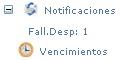 Notificaciones
Fall.Desp: 1
Vencimientos